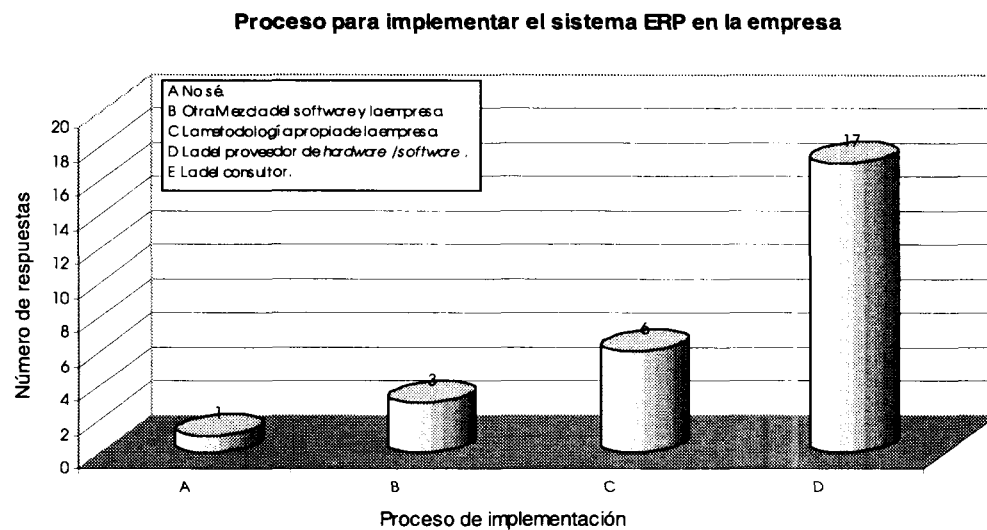 Proceso para implementar el sistema ERP en la empresa
A No sé.
B Otra Mezcla del software y la empresa
C La metodología propia de la empresa
D La del proveedor de hardware / software.
E La del consultor.
Número de respuestas
20
18
16
14
12
10
8
6
4
2
0
1
3
6
17
A
B
C
D
Proceso de implementación